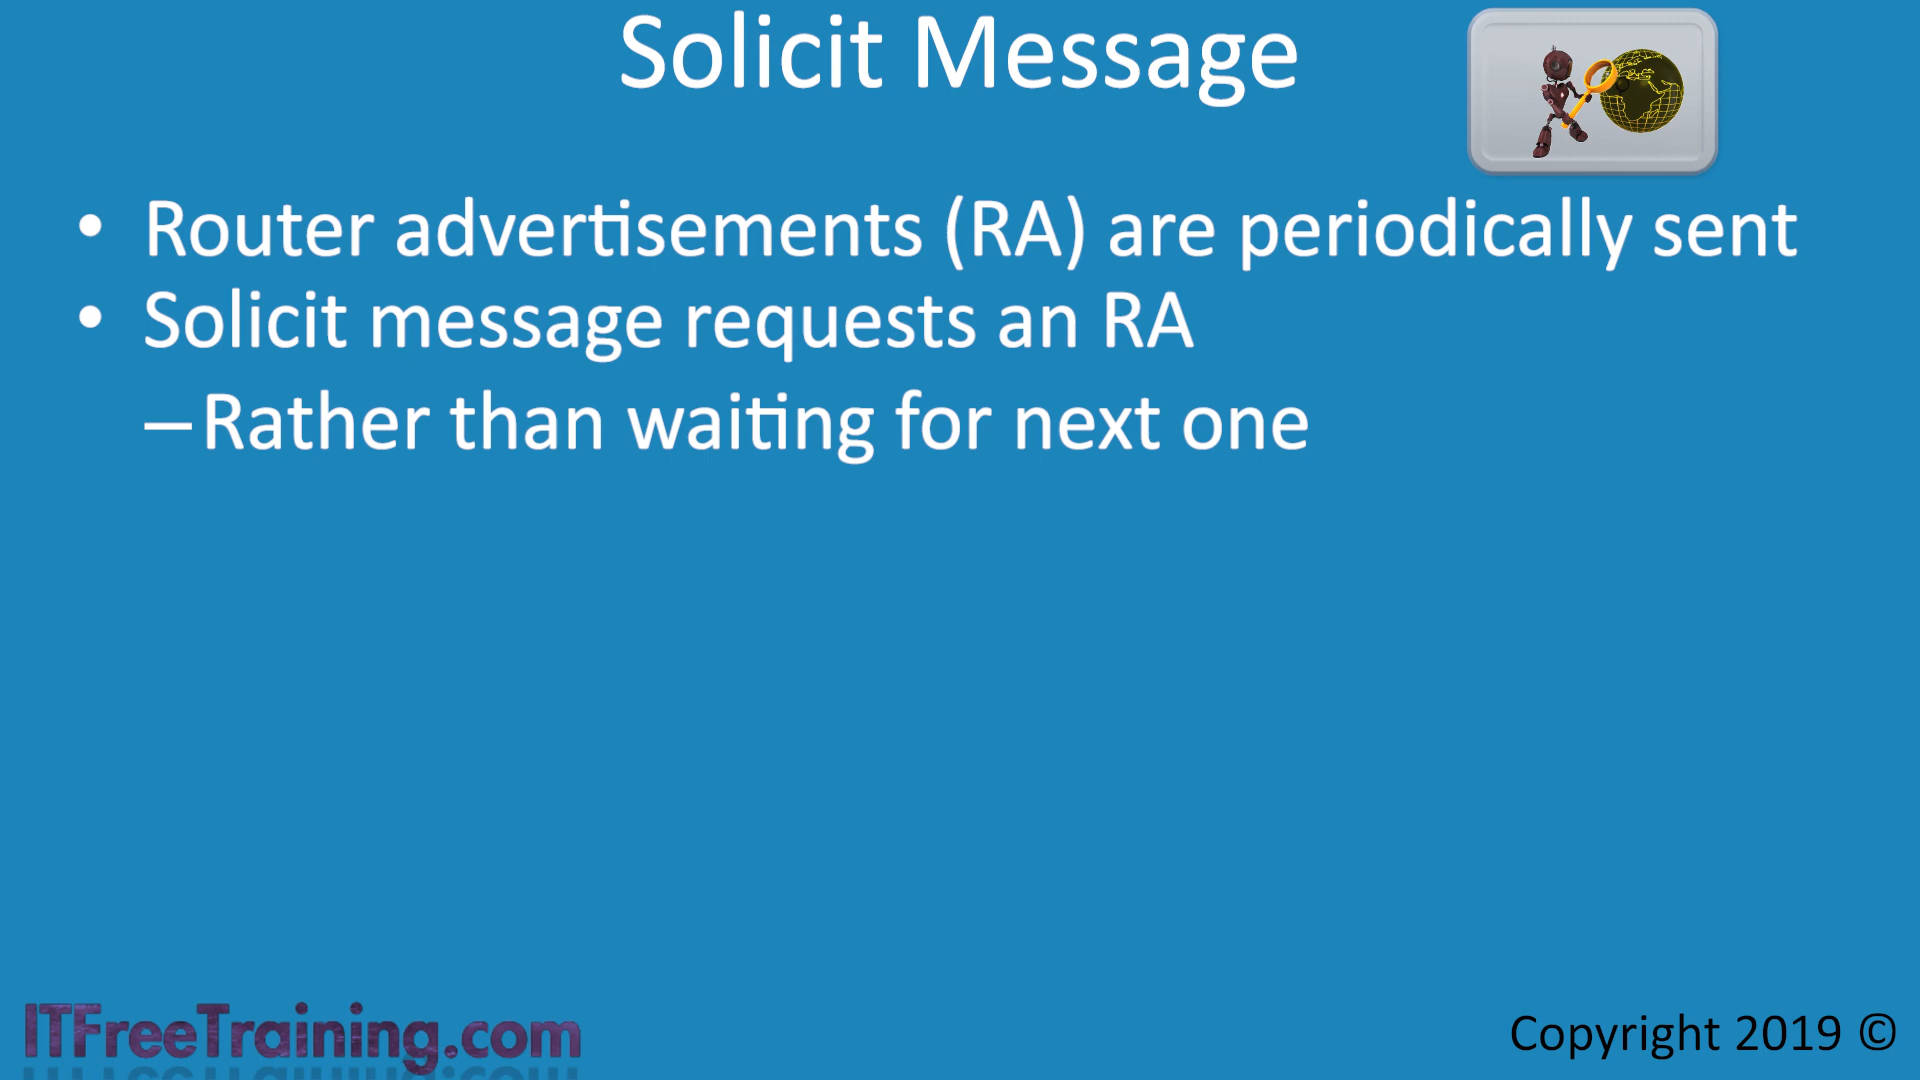 Solicit Message
• Router advertisements (RA) are periodically sent
• Solicit message requests an RA
–Rather than waiting for next one
ITFreeTraining.com
Copyright 2019 ©